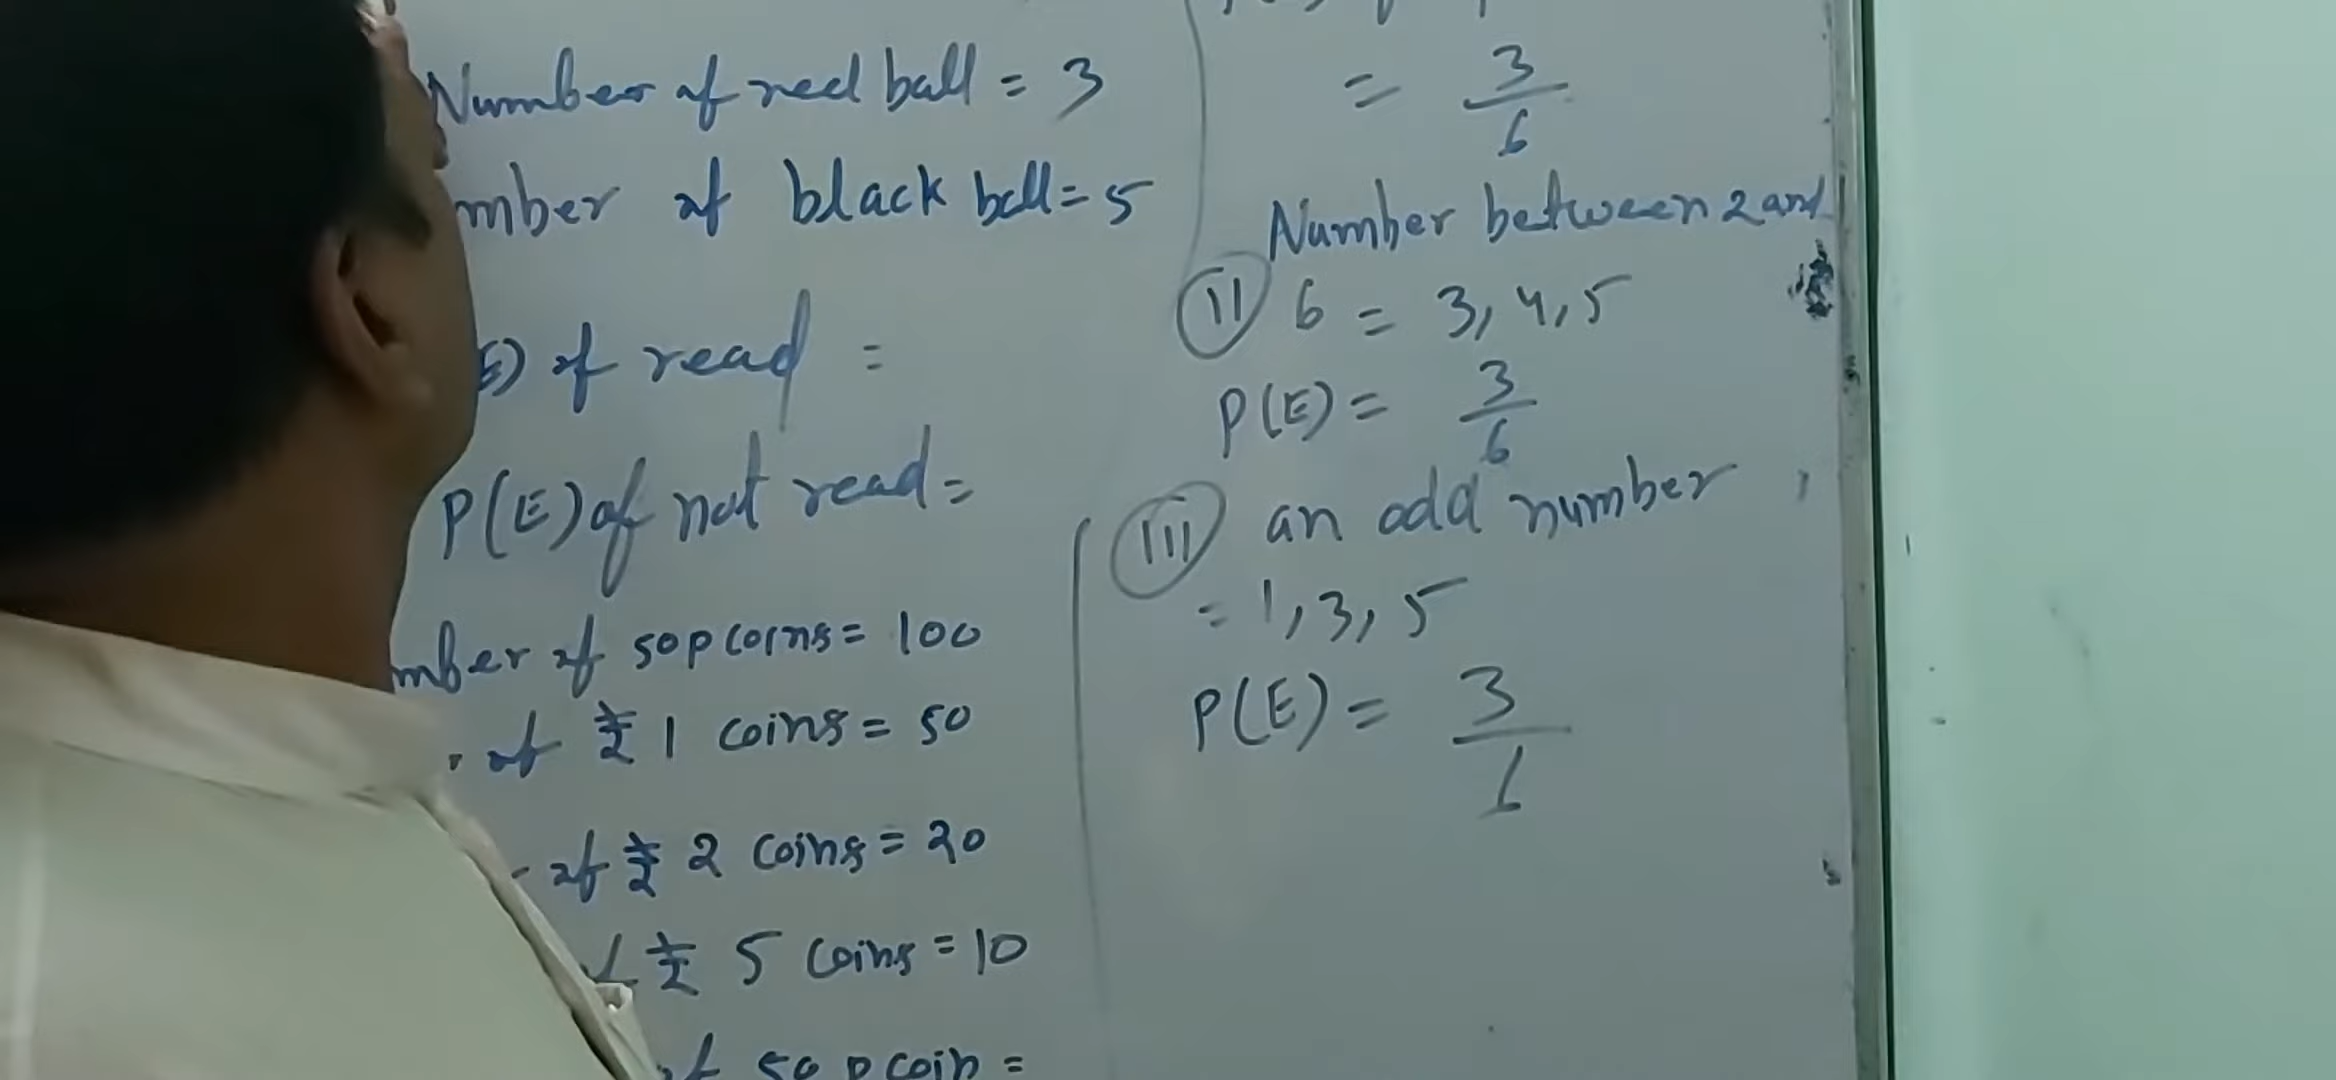 Number of red ball = 3
mber of black ball = 5
E) of read =
P(E) of not read =
mber of 50p coins = 100
. of ₹ 1 coins = 50
- of ₹ 2 coins = 20
₹ 5 coins = 10
50 p coin =
= 3/6
Number between 2 and
(II) 6 = 3, 4, 5
P(E) = 3/6
(III) an odd number
= 1, 3, 5
P(E) = 3/